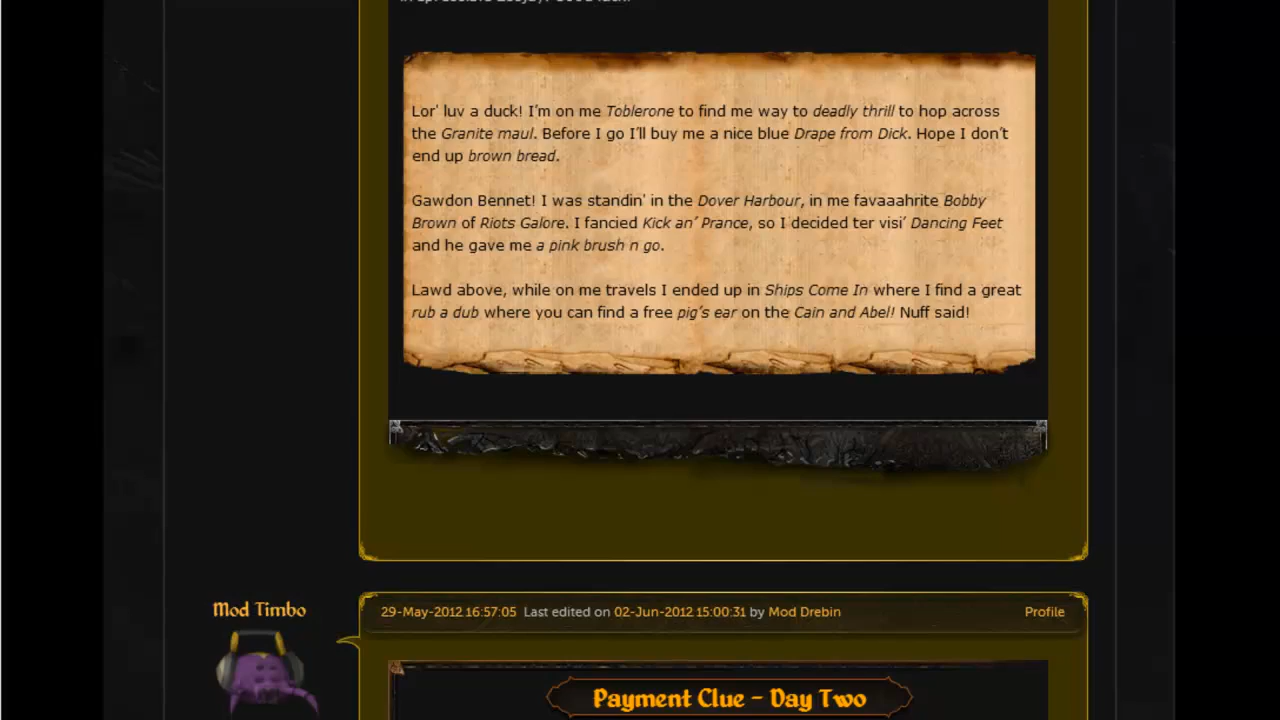 Lor' luv a duck! I'm on me Toblerone to find me way to deadly thrill to hop across
the Granite maul. Before I go I'll buy me a nice blue Drape from Dick. Hope I don't
end up brown bread.
Gawdon Bennet! I was standin' in the Dover Harbour, in me favaaahrite Bobby
Brown of Riots Galore. I fancied Kick an' Prance, so I decided ter visi' Dancing Feet
and he gave me a pink brush n go.
Lawd above, while on me travels I ended up in Ships Come In where I find a great
rub a dub where you can find a free pig's ear on the Cain and Abel! Nuff said!
Mod Timbo
29-May-2012 16:57:05 Last edited on 02-Jun-2012 15:00:31 by Mod Drebin
Profile
Payment Clue - Day Two